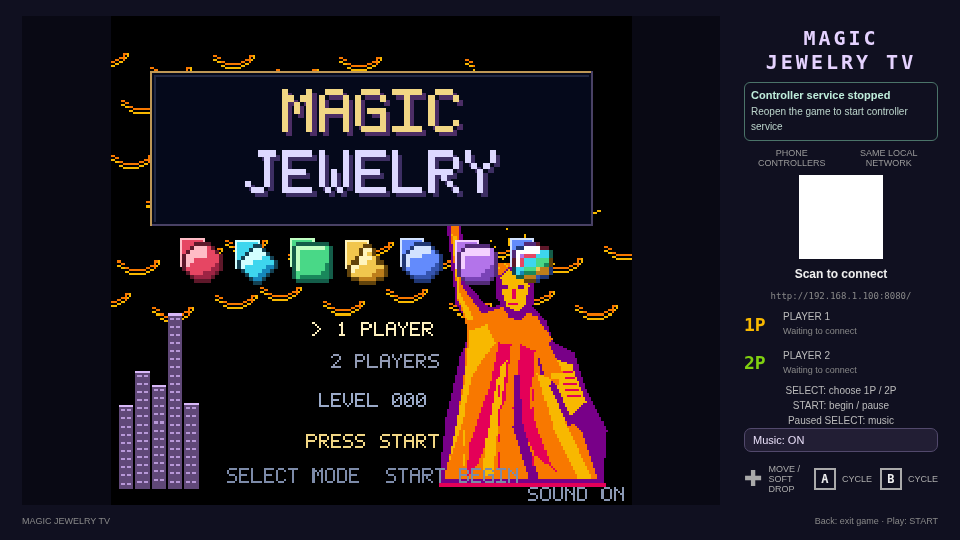 MAGIC
JEWELRY
> 1 PLAYER
2 PLAYERS
LEVEL 000
PRESS START
SELECT MODE START BEGIN
SOUND ON
MAGIC
JEWELRY TV
Controller service stopped
Reopen the game to start controller
service
PHONE
CONTROLLERS
SAME LOCAL
NETWORK
Scan to connect
http://192.168.1.100:8080/
1P
PLAYER 1
Waiting to connect
2P
PLAYER 2
Waiting to connect
SELECT: choose 1P / 2P
START: begin / pause
Paused SELECT: music
Music: ON
MOVE /
SOFT
DROP
A
CYCLE
B
CYCLE
MAGIC JEWELRY TV
Back: exit game · Play: START